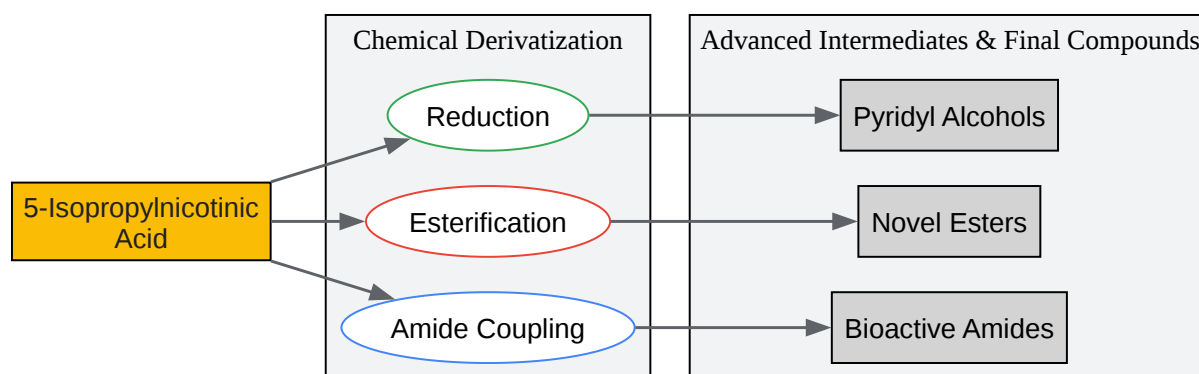 Chemical Derivatization
Advanced Intermediates & Final Compounds
Reduction
Pyridyl Alcohols
5-Isopropylnicotinic
Acid
Esterification
Novel Esters
Amide Coupling
Bioactive Amides